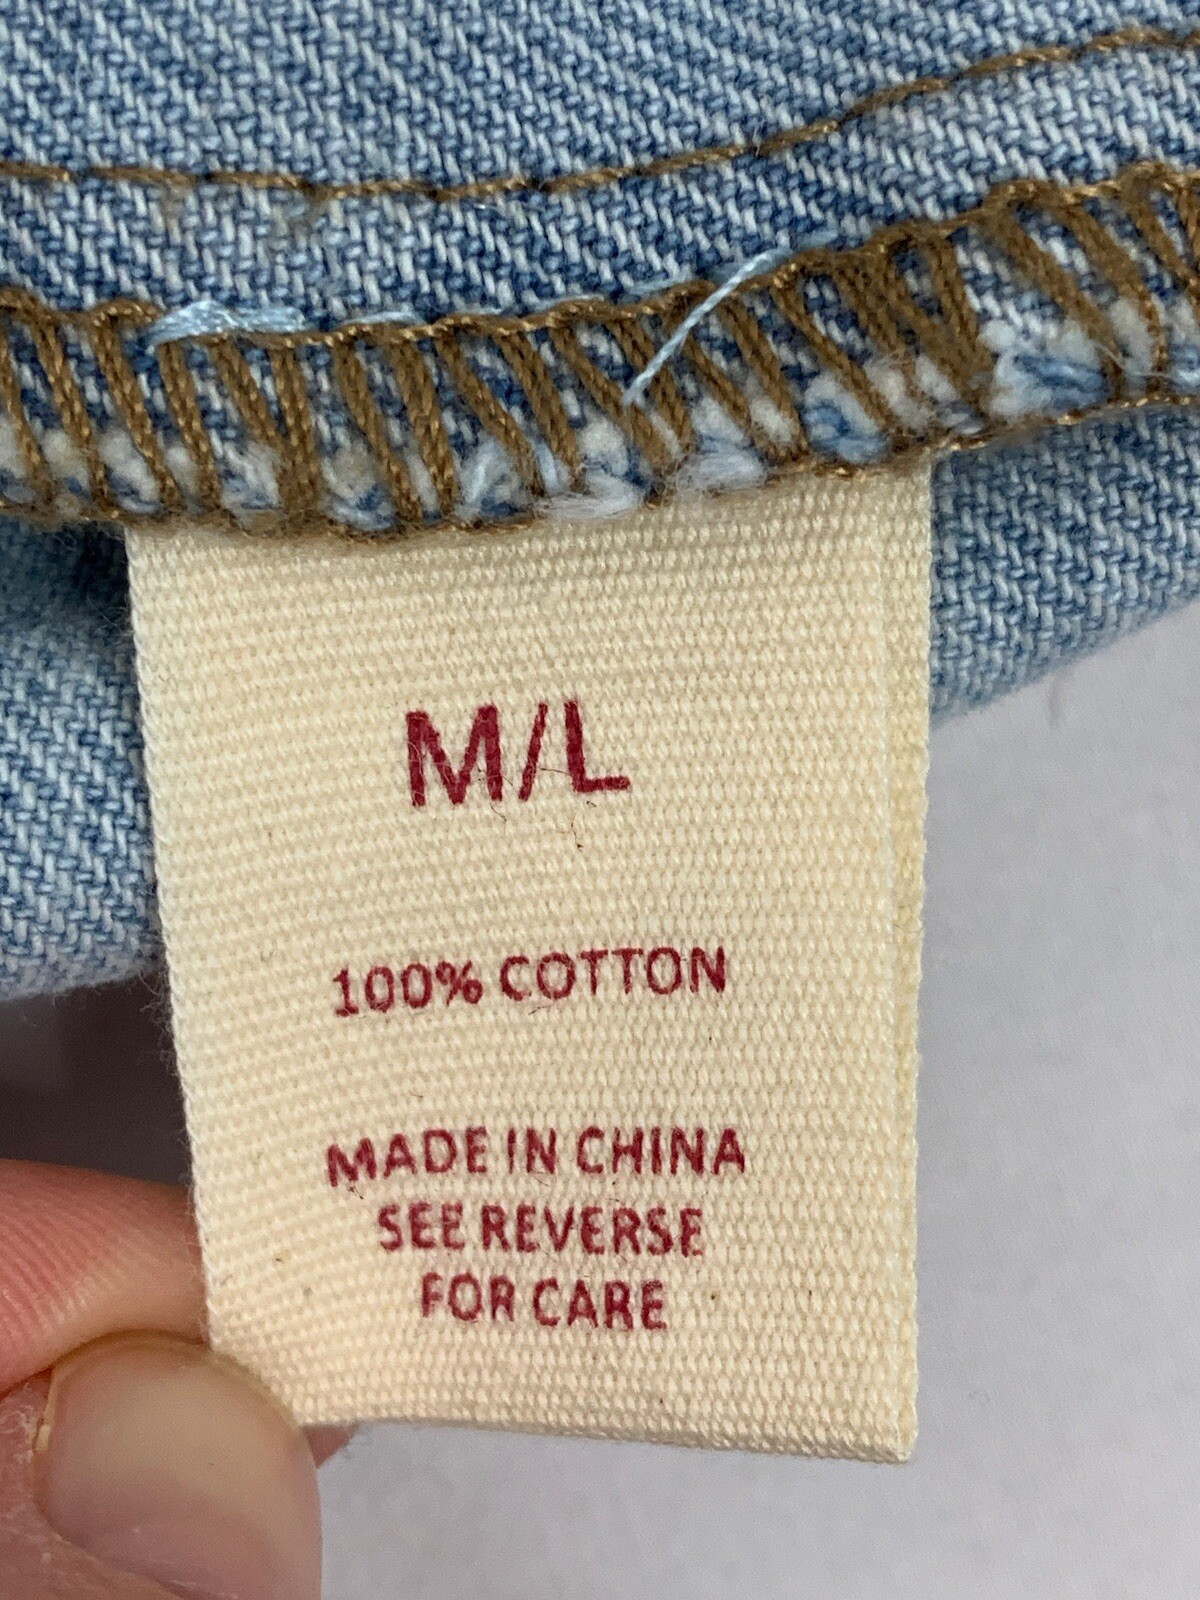 M/L
100% COTTON
MADE IN CHINA
SEE REVERSE
FOR CARE